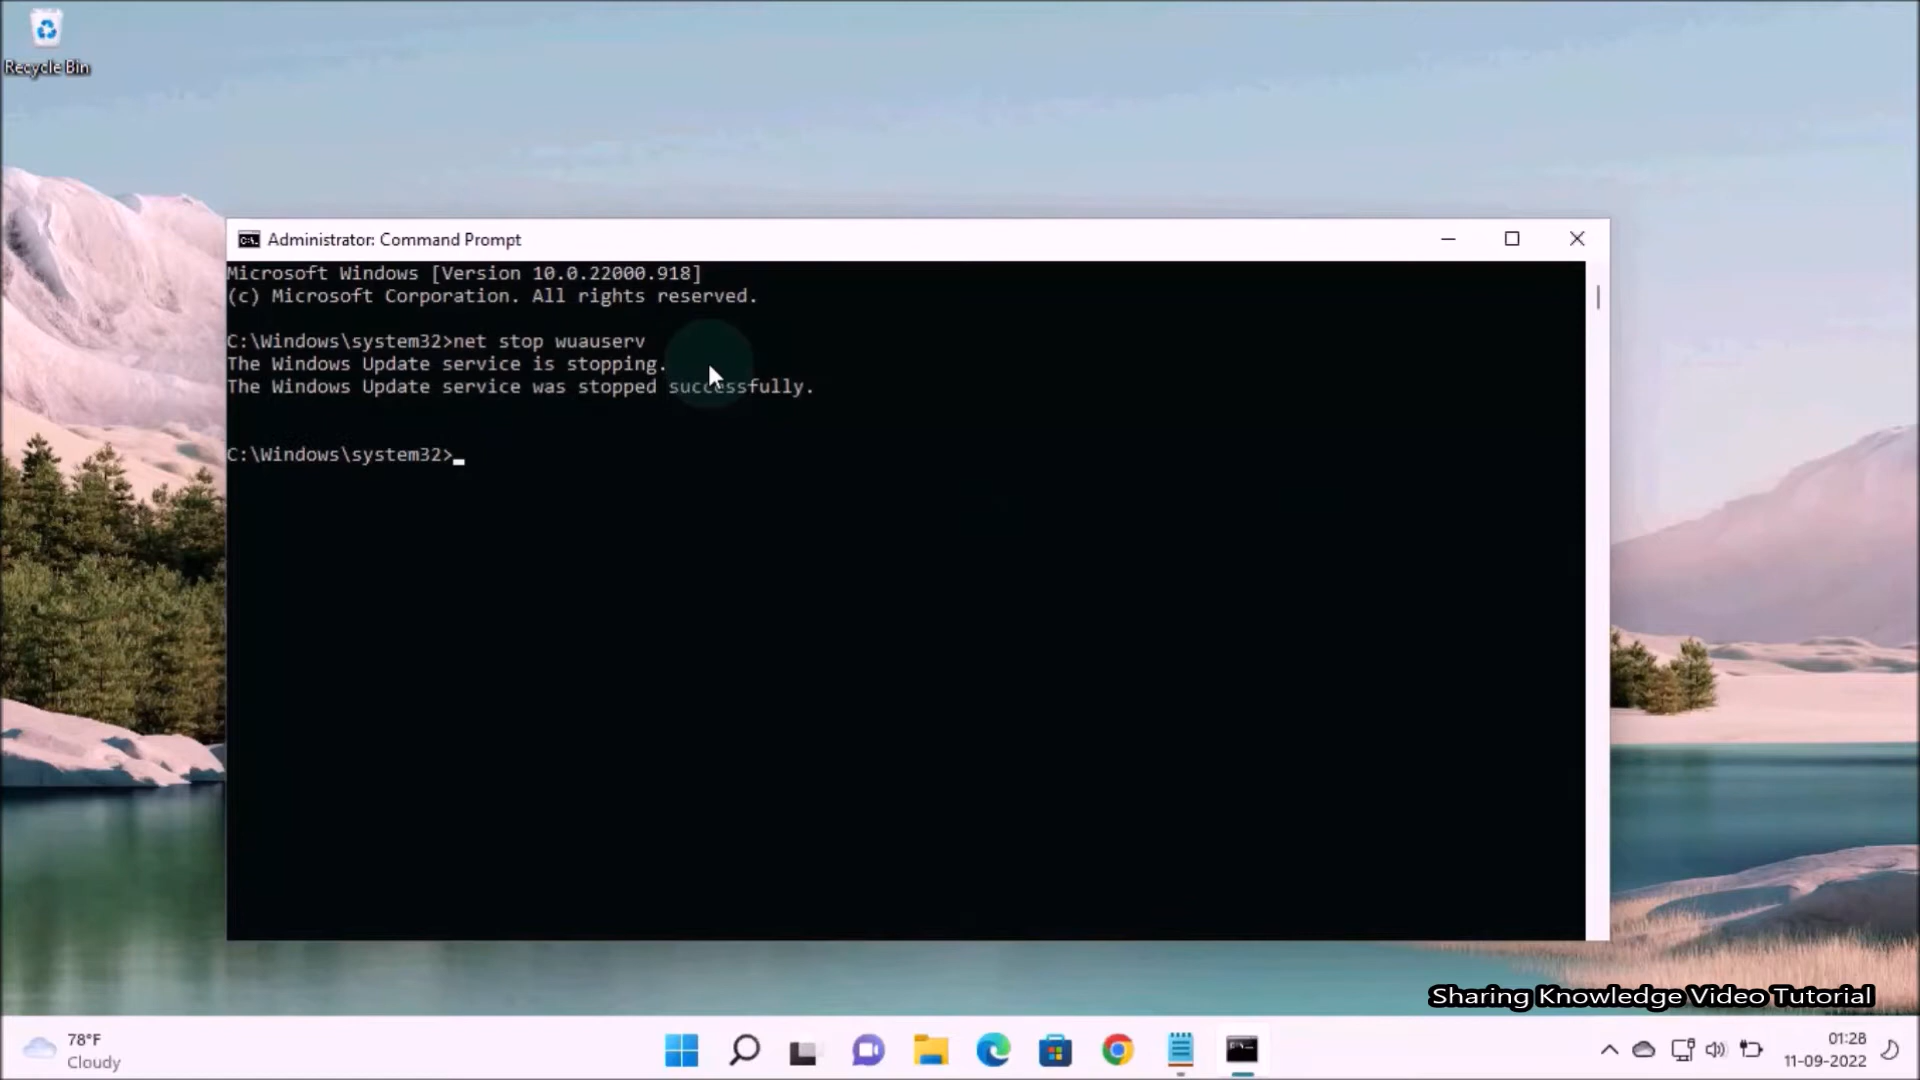 Recycle Bin
Administrator: Command Prompt
Microsoft Windows [Version 10.0.22000.918]
(c) Microsoft Corporation. All rights reserved.
C:\Windows\system32>net stop wuauserv
The Windows Update service is stopping.
The Windows Update service was stopped successfully.
C:\Windows\system32>
Sharing Knowledge Video Tutorial
78°F
Cloudy
01:28
11-09-2022